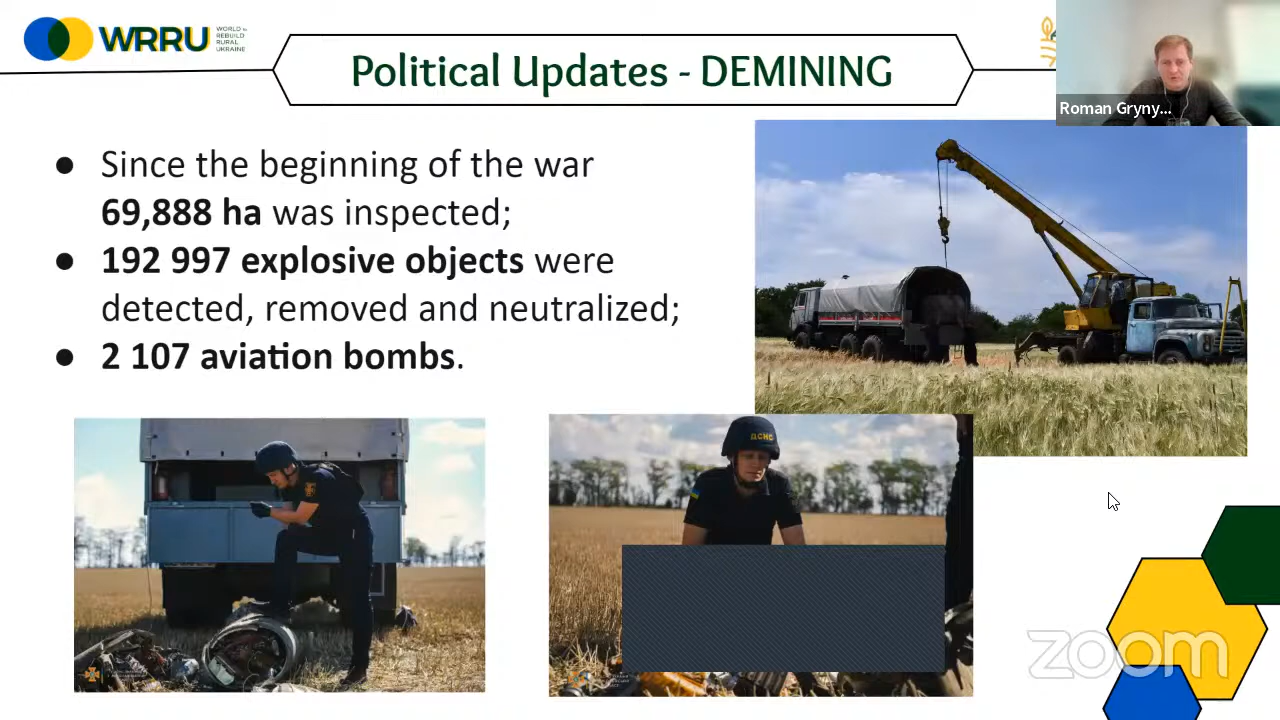 WRRU
WORLD to
REBUILD
RURAL
UKRAINE
Political Updates - DEMINING
Roman Gryny...
● Since the beginning of the war
69,888 ha was inspected;
● 192 997 explosive objects were
detected, removed and neutralized;
● 2 107 aviation bombs.
ДСНС
zoom